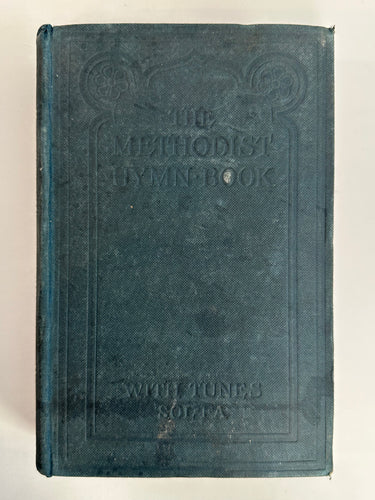 THE
METHODIST
HYMN-BOOK
WITH TUNES
SOL-FA